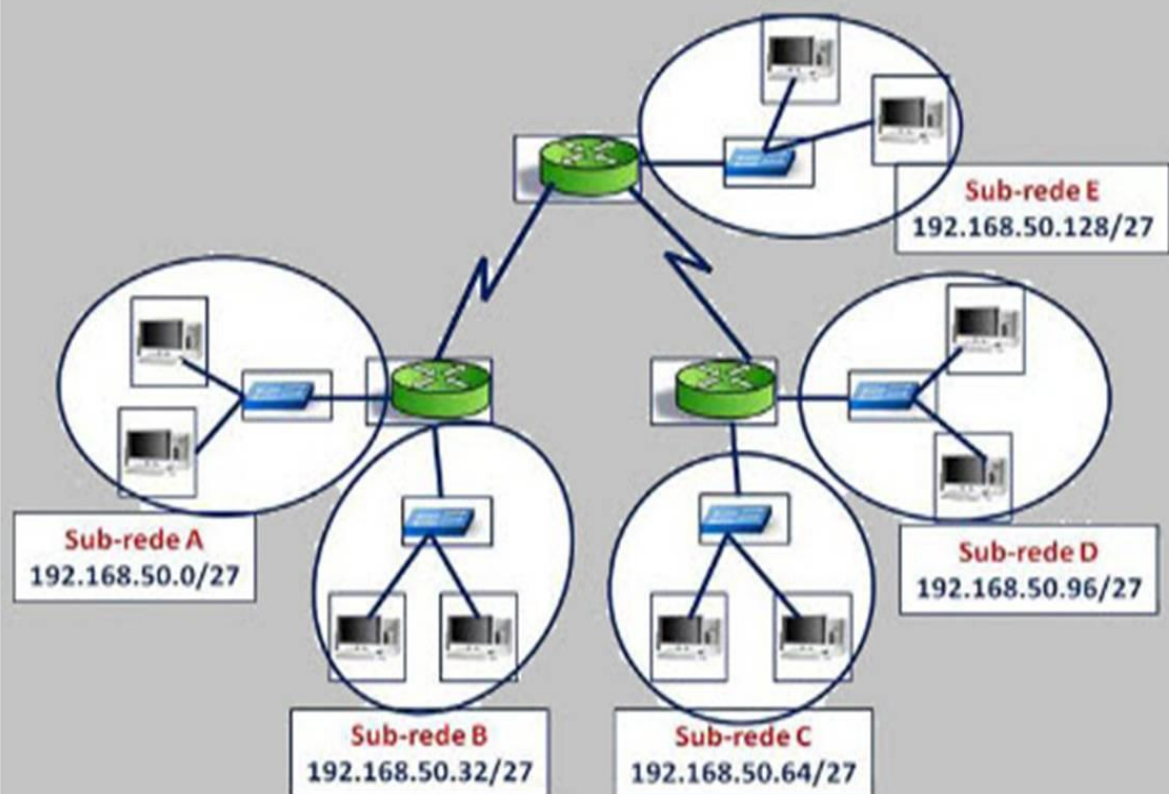 Sub-rede E
192.168.50.128/27
Sub-rede A
192.168.50.0/27
Sub-rede D
192.168.50.96/27
Sub-rede B
192.168.50.32/27
Sub-rede C
192.168.50.64/27